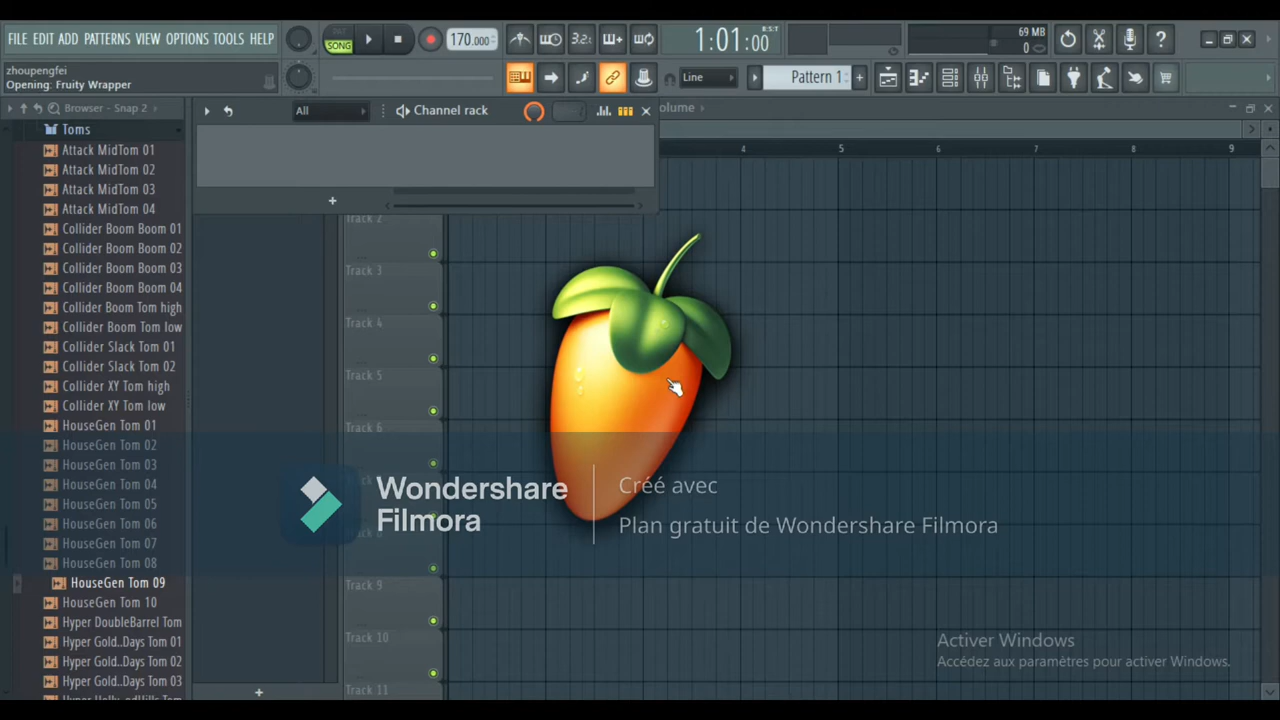 FILE EDIT ADD PATTERNS VIEW OPTIONS TOOLS HELP
zhoupengfei
Opening: Fruity Wrapper
PAT
SONG
170.000
3.2.
1:01:00
B:S:T
69 MB
0
Line
Pattern 1
Browser - Snap 2
All
Channel rack
olume
Toms
Attack MidTom 01
Attack MidTom 02
Attack MidTom 03
Attack MidTom 04
Collider Boom Boom 01
Collider Boom Boom 02
Collider Boom Boom 03
Collider Boom Boom 04
Collider Boom Tom high
Collider Boom Tom low
Collider Slack Tom 01
Collider Slack Tom 02
Collider XY Tom high
Collider XY Tom low
HouseGen Tom 01
HouseGen Tom 02
HouseGen Tom 03
HouseGen Tom 04
HouseGen Tom 05
HouseGen Tom 06
HouseGen Tom 07
HouseGen Tom 08
HouseGen Tom 09
HouseGen Tom 10
Hyper DoubleBarrel Tom
Hyper Gold..Days Tom 01
Hyper Gold..Days Tom 02
Hyper Gold..Days Tom 03
4 5 6 7 8 9
Track 2
Track 3
Track 4
Track 5
Track 6
Track 9
Track 10
Track 11
Wondershare
Filmora
Créé avec
Plan gratuit de Wondershare Filmora
Activer Windows
Accédez aux paramètres pour activer Windows.